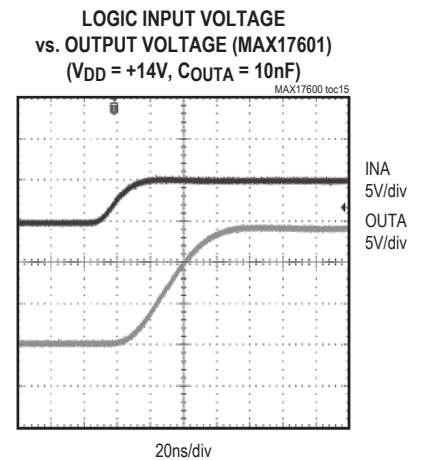 LOGIC INPUT VOLTAGE
vs. OUTPUT VOLTAGE (MAX17601)
(VDD = +14V, COUTA = 10nF)
MAX17600 toc15
INA
5V/div
OUTA
5V/div
20ns/div